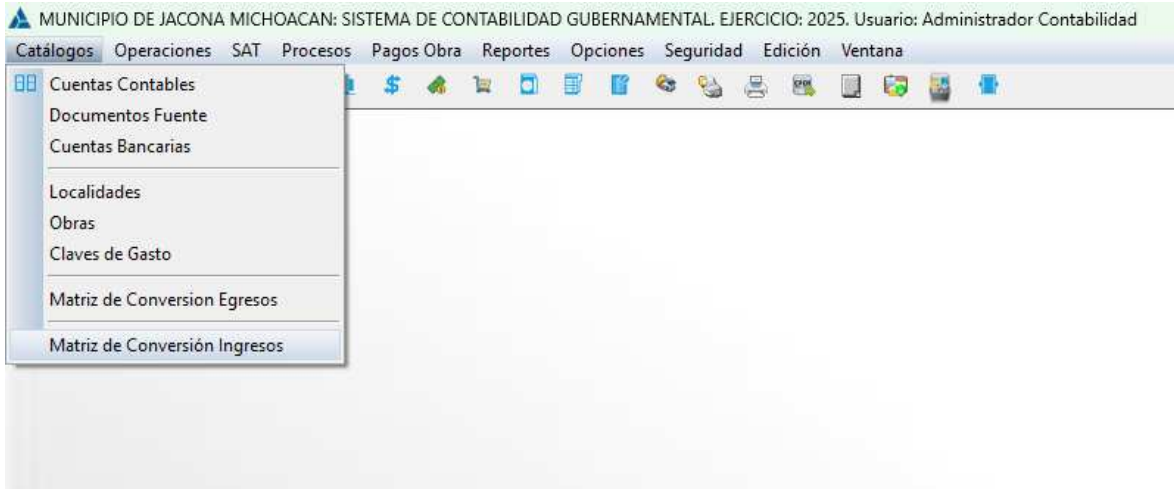 MUNICIPIO DE JACONA MICHOACAN: SISTEMA DE CONTABILIDAD GUBERNAMENTAL. EJERCICIO: 2025. Usuario: Administrador Contabilidad
Catálogos Operaciones SAT Procesos Pagos Obra Reportes Opciones Seguridad Edición Ventana
Cuentas Contables
Documentos Fuente
Cuentas Bancarias
Localidades
Obras
Claves de Gasto
Matriz de Conversion Egresos
Matriz de Conversión Ingresos